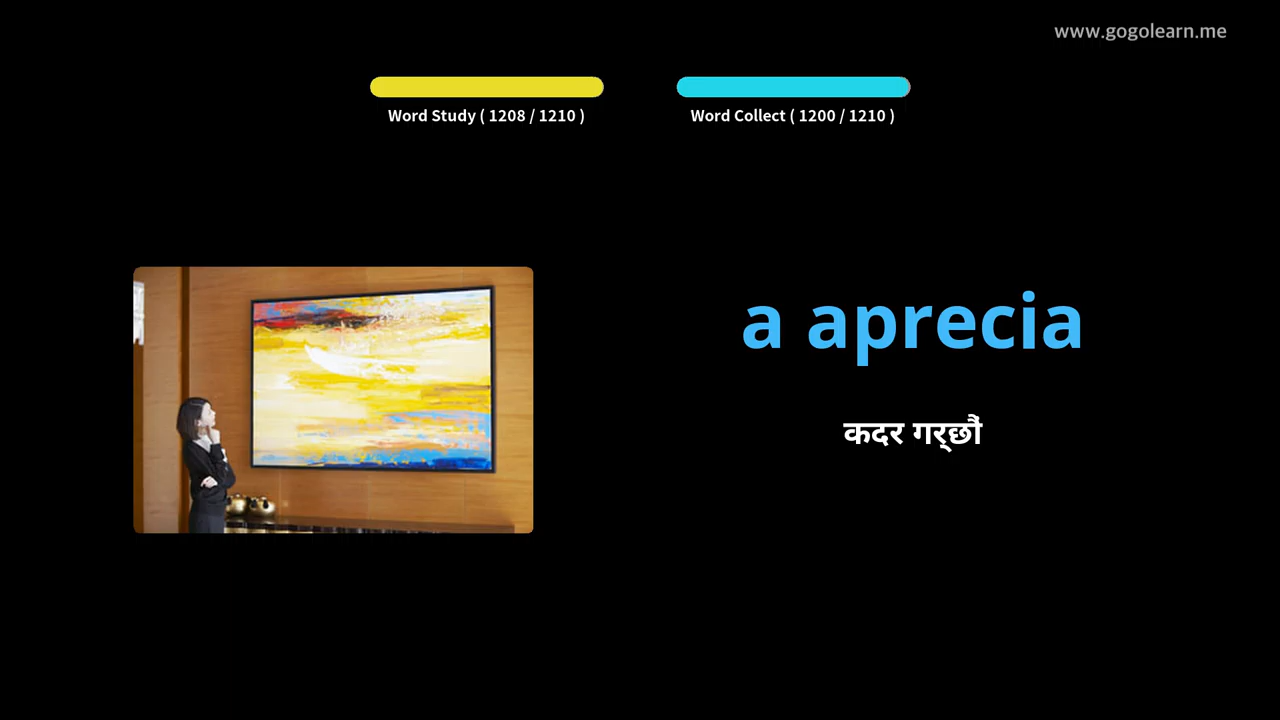 www.gogolearn.me
Word Study ( 1208 / 1210 )
Word Collect ( 1200 / 1210 )
a aprecia
कदर गर्छौं